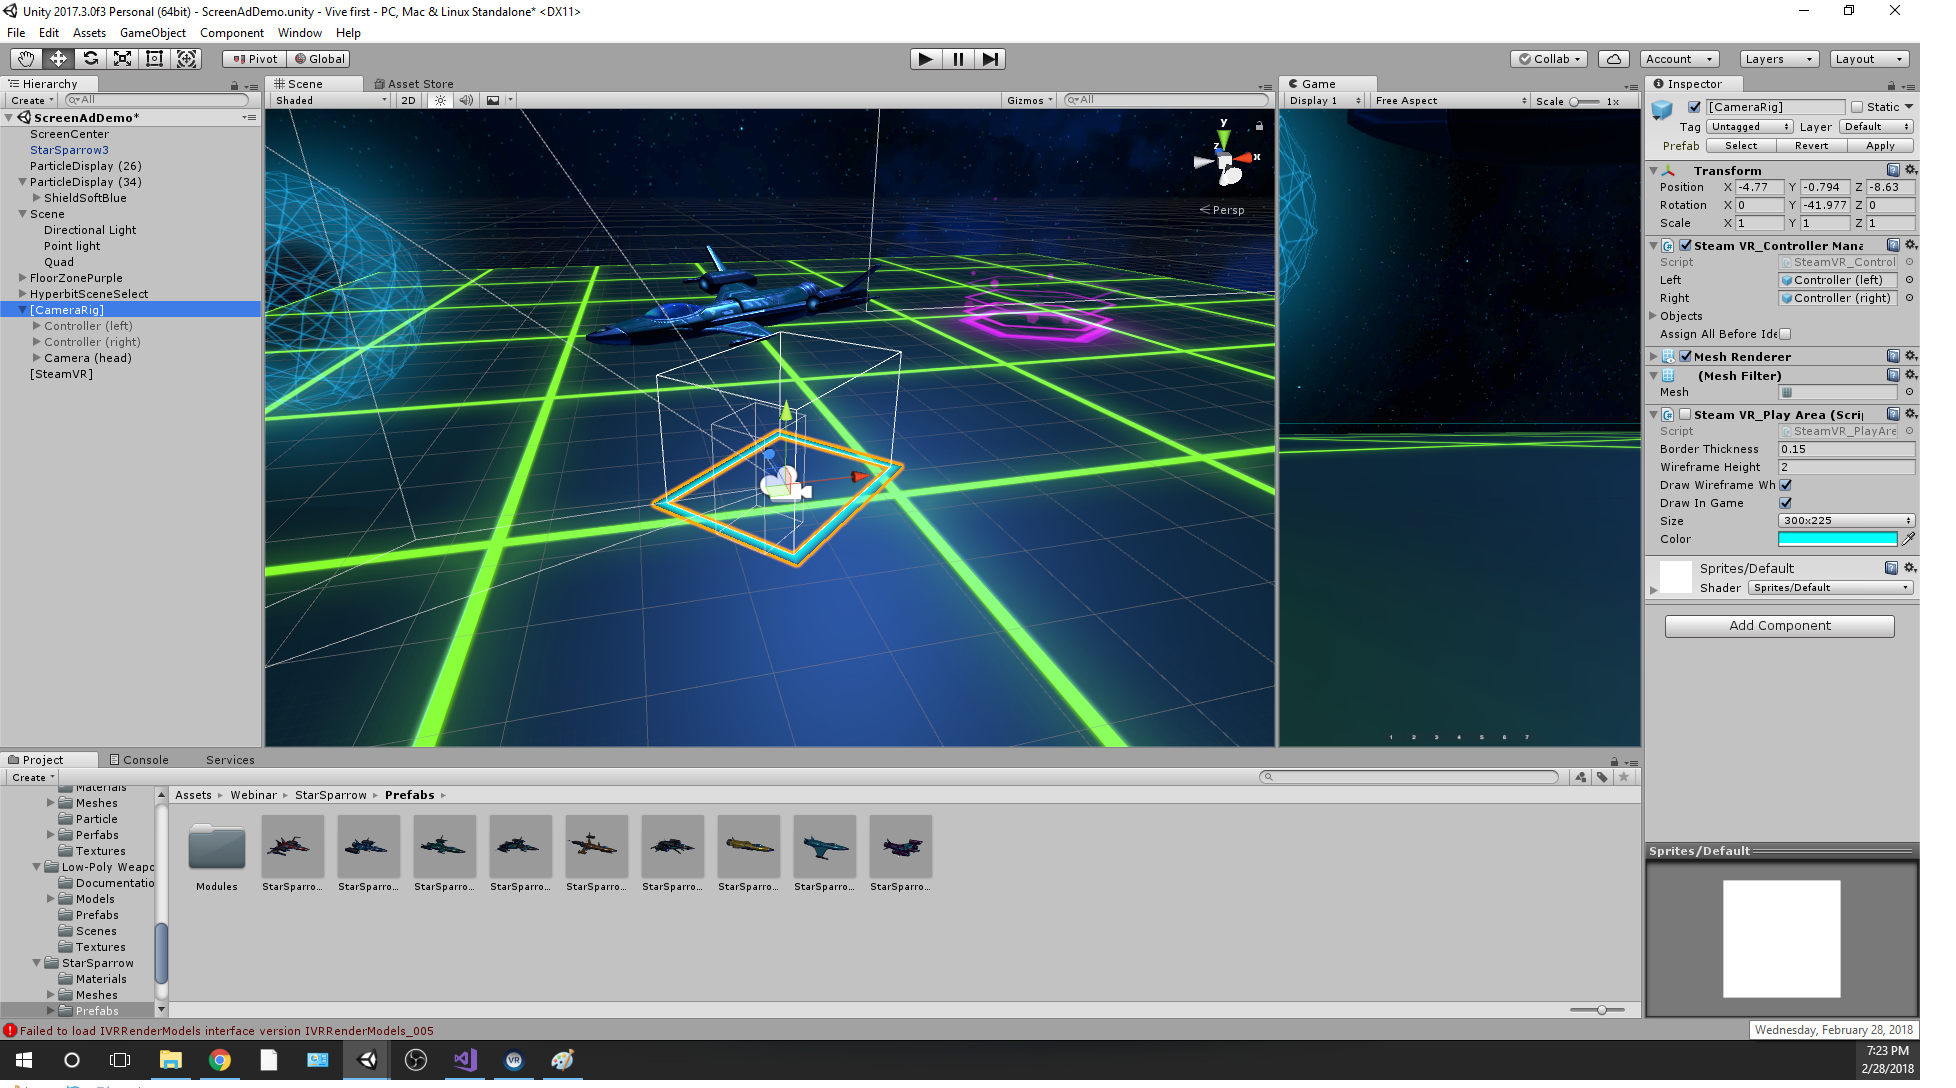 Unity 2017.3.0f3 Personal (64bit) - ScreenAdDemo.unity - Vive first - PC, Mac & Linux Standalone* <DX11>
File Edit Assets GameObject Component Window Help
Pivot Global Collab Account Layers Layout
Hierarchy
Create All
ScreenAdDemo*
ScreenCenter
StarSparrow3
ParticleDisplay (26)
ParticleDisplay (34)
ShieldSoftBlue
Scene
Directional Light
Point light
Quad
FloorZonePurple
HyperbitSceneSelect
[CameraRig]
Controller (left)
Controller (right)
Camera (head)
[SteamVR]
Scene Asset Store
Shaded 2D Gizmos All
y
z
x
Persp
Game
Display 1 Free Aspect Scale 1x
1 2 3 4 5 6 7
Inspector
[CameraRig] Static
Tag Untagged Layer Default
Prefab Select Revert Apply
Transform
Position X -4.77 Y -0.794 Z -8.63
Rotation X 0 Y -41.977 Z 0
Scale X 1 Y 1 Z 1
Steam VR_Controller Mana
Script SteamVR_Control
Left Controller (left)
Right Controller (right)
Objects
Assign All Before Ide
Mesh Renderer
(Mesh Filter)
Mesh
Steam VR_Play Area (Scrip
Script SteamVR_PlayAre
Border Thickness 0.15
Wireframe Height 2
Draw Wireframe Wh
Draw In Game
Size 300x225
Color
Sprites/Default
Shader Sprites/Default
Add Component
Sprites/Default
Project Console Services
Create
Materials
Meshes
Particle
Perfabs
Textures
Low-Poly Weapo
Documentatio
Models
Prefabs
Scenes
Textures
StarSparrow
Materials
Meshes
Prefabs
Assets Webinar StarSparrow Prefabs
Modules StarSparro... StarSparro... StarSparro... StarSparro... StarSparro... StarSparro... StarSparro... StarSparro... StarSparro...
Failed to load IVRRenderModels interface version IVRRenderModels_005
Wednesday, February 28, 2018
VR
7:23 PM
2/28/2018